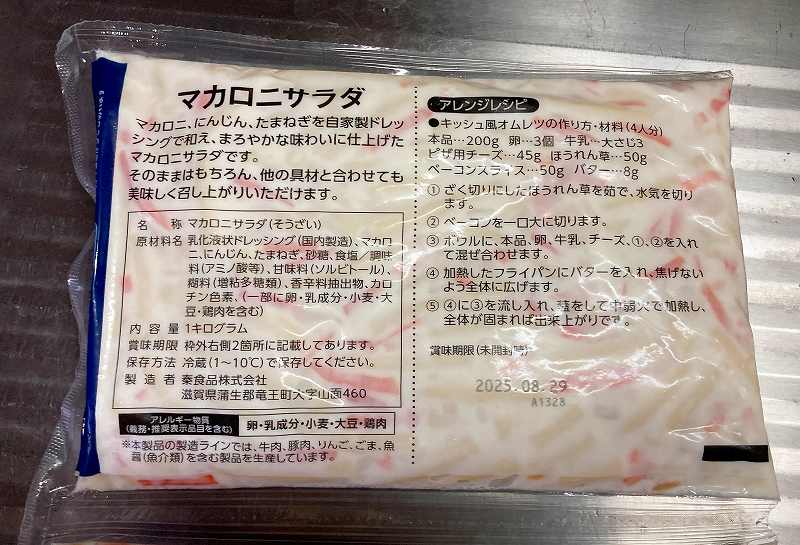 マカロニサラダ
マカロニ、にんじん、たまねぎを自家製ドレッ
シングで和え、まろやかな味わいに仕上げた
マカロニサラダです。
そのままはもちろん、他の具材と合わせても
美味しく召し上がりいただけます。
名 称 マカロニサラダ(そうざい)
原材料名 乳化液状ドレッシング(国内製造)、マカロ
ニ、にんじん、たまねぎ、砂糖、食塩／調味
料(アミノ酸等)、甘味料(ソルビトール)、
糊料(増粘多糖類)、香辛料抽出物、カロ
チン色素、(一部に卵・乳成分・小麦・大
豆・鶏肉を含む)
内 容 量 1キログラム
賞味期限 枠外右側2箇所に記載してあります。
保存方法 冷蔵(1～10℃)で保存してください。
製 造 者 秦食品株式会社
滋賀県蒲生郡竜王町大字山面460
アレルギー物質
(義務・推奨表示品目を含む)
卵・乳成分・小麦・大豆・鶏肉
※本製品の製造ラインでは、牛肉、豚肉、りんご、ごま、魚
醤(魚介類)を含む製品を生産しています。
アレンジレシピ
●キッシュ風オムレツの作り方・材料(4人分)
本品…200g 卵…3個 牛乳…大さじ3
ピザ用チーズ…45g ほうれん草…50g
ベーコンスライス…50g バター…8g
① ざく切りにしたほうれん草を茹で、水気を切り
ます。
② ベーコンを一口大に切ります。
③ ボウルに、本品、卵、牛乳、チーズ、①、②を入れ
て混ぜ合わせます。
④ 加熱したフライパンにバターを入れ、焦げない
よう全体に広げます。
⑤ ④に③を流し入れ、蓋をして中弱火で加熱し、
全体が固まれば出来上がりです。
賞味期限(未開封時)
2025.08.29
A1328